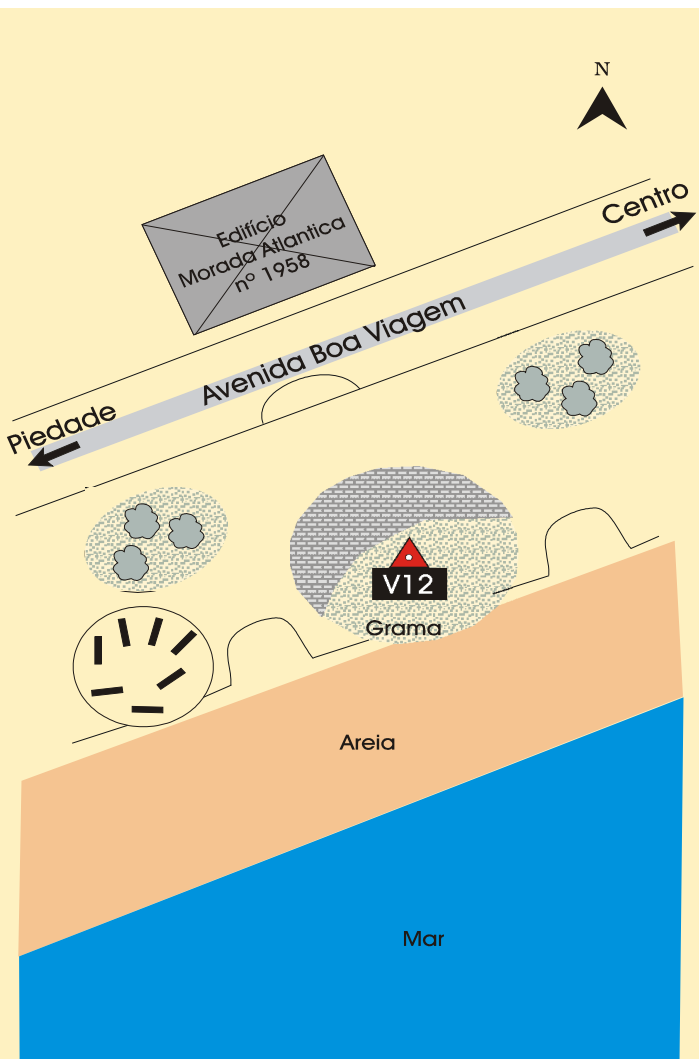 N
Centro
Edifício
Morada Atlantica
nº 1958
Avenida Boa Viagem
Piedade
V12
Grama
Areia
Mar